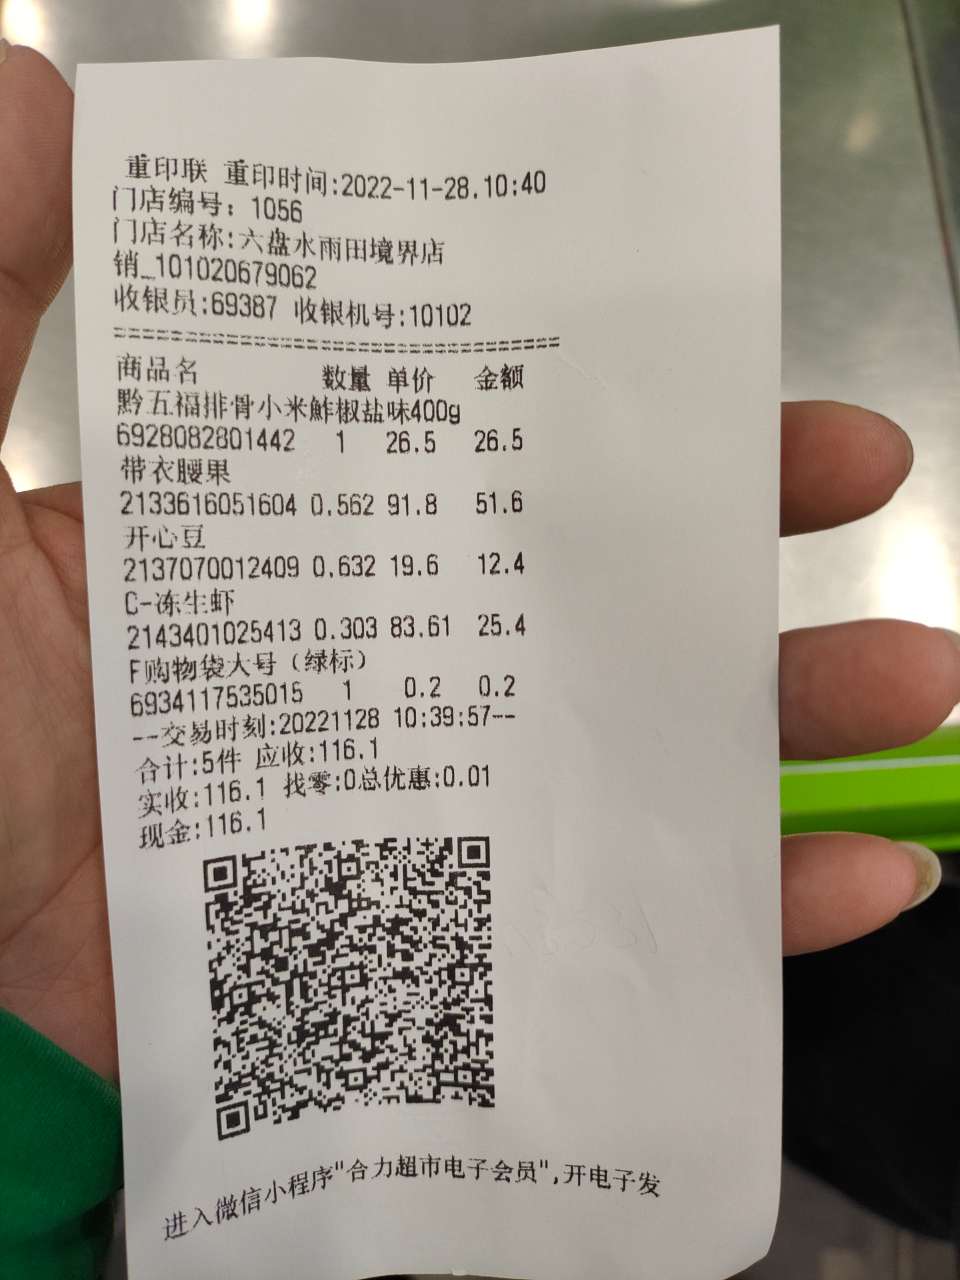 重印联 重印时间:2022-11-28.10:40
门店编号：1056
门店名称:六盘水雨田境界店
销_101020679062
收银员:69387 收银机号:10102
==========================================
商品名 数量 单价 金额
黔五福排骨小米鲊椒盐味400g
6928082801442 1 26.5 26.5
带衣腰果
2133616051604 0.562 91.8 51.6
开心豆
2137070012409 0.632 19.6 12.4
C-冻生虾
2143401025413 0.303 83.61 25.4
F购物袋大号（绿标）
6934117535015 1 0.2 0.2
--交易时刻:20221128 10:39:57--
合计:5件 应收:116.1
实收:116.1 找零:0总优惠:0.01
现金:116.1
进入微信小程序"合力超市电子会员",开电子发